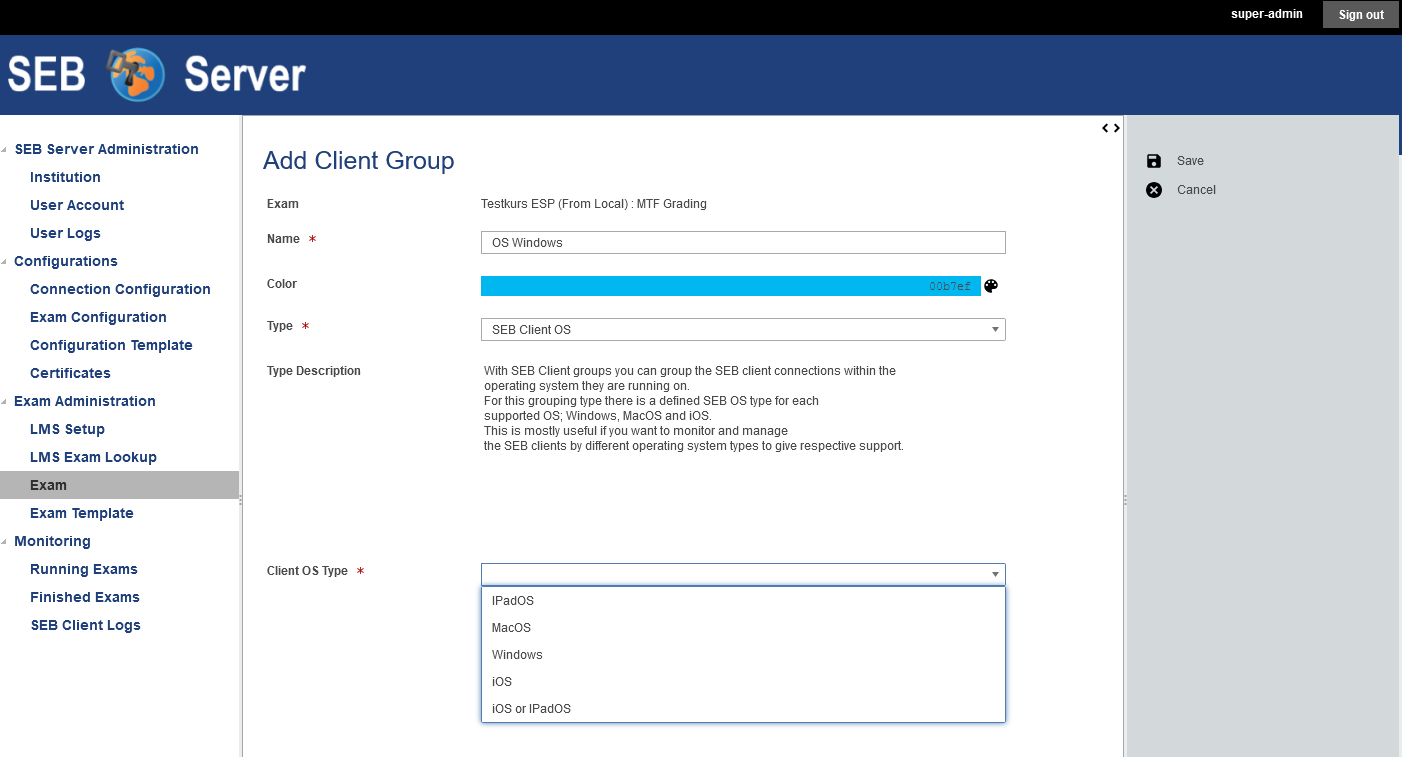 super-admin
Sign out
SEB Server
SEB Server Administration
Institution
User Account
User Logs
Configurations
Connection Configuration
Exam Configuration
Configuration Template
Certificates
Exam Administration
LMS Setup
LMS Exam Lookup
Exam
Exam Template
Monitoring
Running Exams
Finished Exams
SEB Client Logs
Add Client Group
Exam Testkurs ESP (From Local) : MTF Grading
Name * OS Windows
Color 00b7ef
Type * SEB Client OS
Type Description With SEB Client groups you can group the SEB client connections within the
operating system they are running on.
For this grouping type there is a defined SEB OS type for each
supported OS; Windows, MacOS and iOS.
This is mostly useful if you want to monitor and manage
the SEB clients by different operating system types to give respective support.
Client OS Type *
IPadOS
MacOS
Windows
iOS
iOS or IPadOS
Save
Cancel